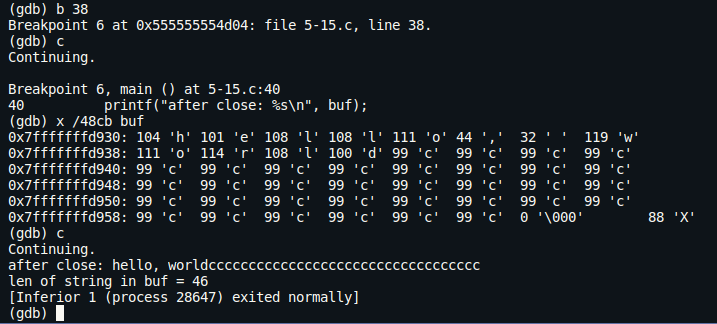 (gdb) b 38
Breakpoint 6 at 0x555555554d04: file 5-15.c, line 38.
(gdb) c
Continuing.

Breakpoint 6, main () at 5-15.c:40
40          printf("after close: %s\n", buf);
(gdb) x /48cb buf
0x7fffffffd930: 104 'h' 101 'e' 108 'l' 108 'l' 111 'o' 44 ','  32 ' '  119 'w'
0x7fffffffd938: 111 'o' 114 'r' 108 'l' 100 'd' 99 'c'  99 'c'  99 'c'  99 'c'
0x7fffffffd940: 99 'c'  99 'c'  99 'c'  99 'c'  99 'c'  99 'c'  99 'c'  99 'c'
0x7fffffffd948: 99 'c'  99 'c'  99 'c'  99 'c'  99 'c'  99 'c'  99 'c'  99 'c'
0x7fffffffd950: 99 'c'  99 'c'  99 'c'  99 'c'  99 'c'  99 'c'  99 'c'  99 'c'
0x7fffffffd958: 99 'c'  99 'c'  99 'c'  99 'c'  99 'c'  99 'c'  0 '\000'        88 'X'
(gdb) c
Continuing.
after close: hello, worldcccccccccccccccccccccccccccccccccc
len of string in buf = 46
[Inferior 1 (process 28647) exited normally]
(gdb)